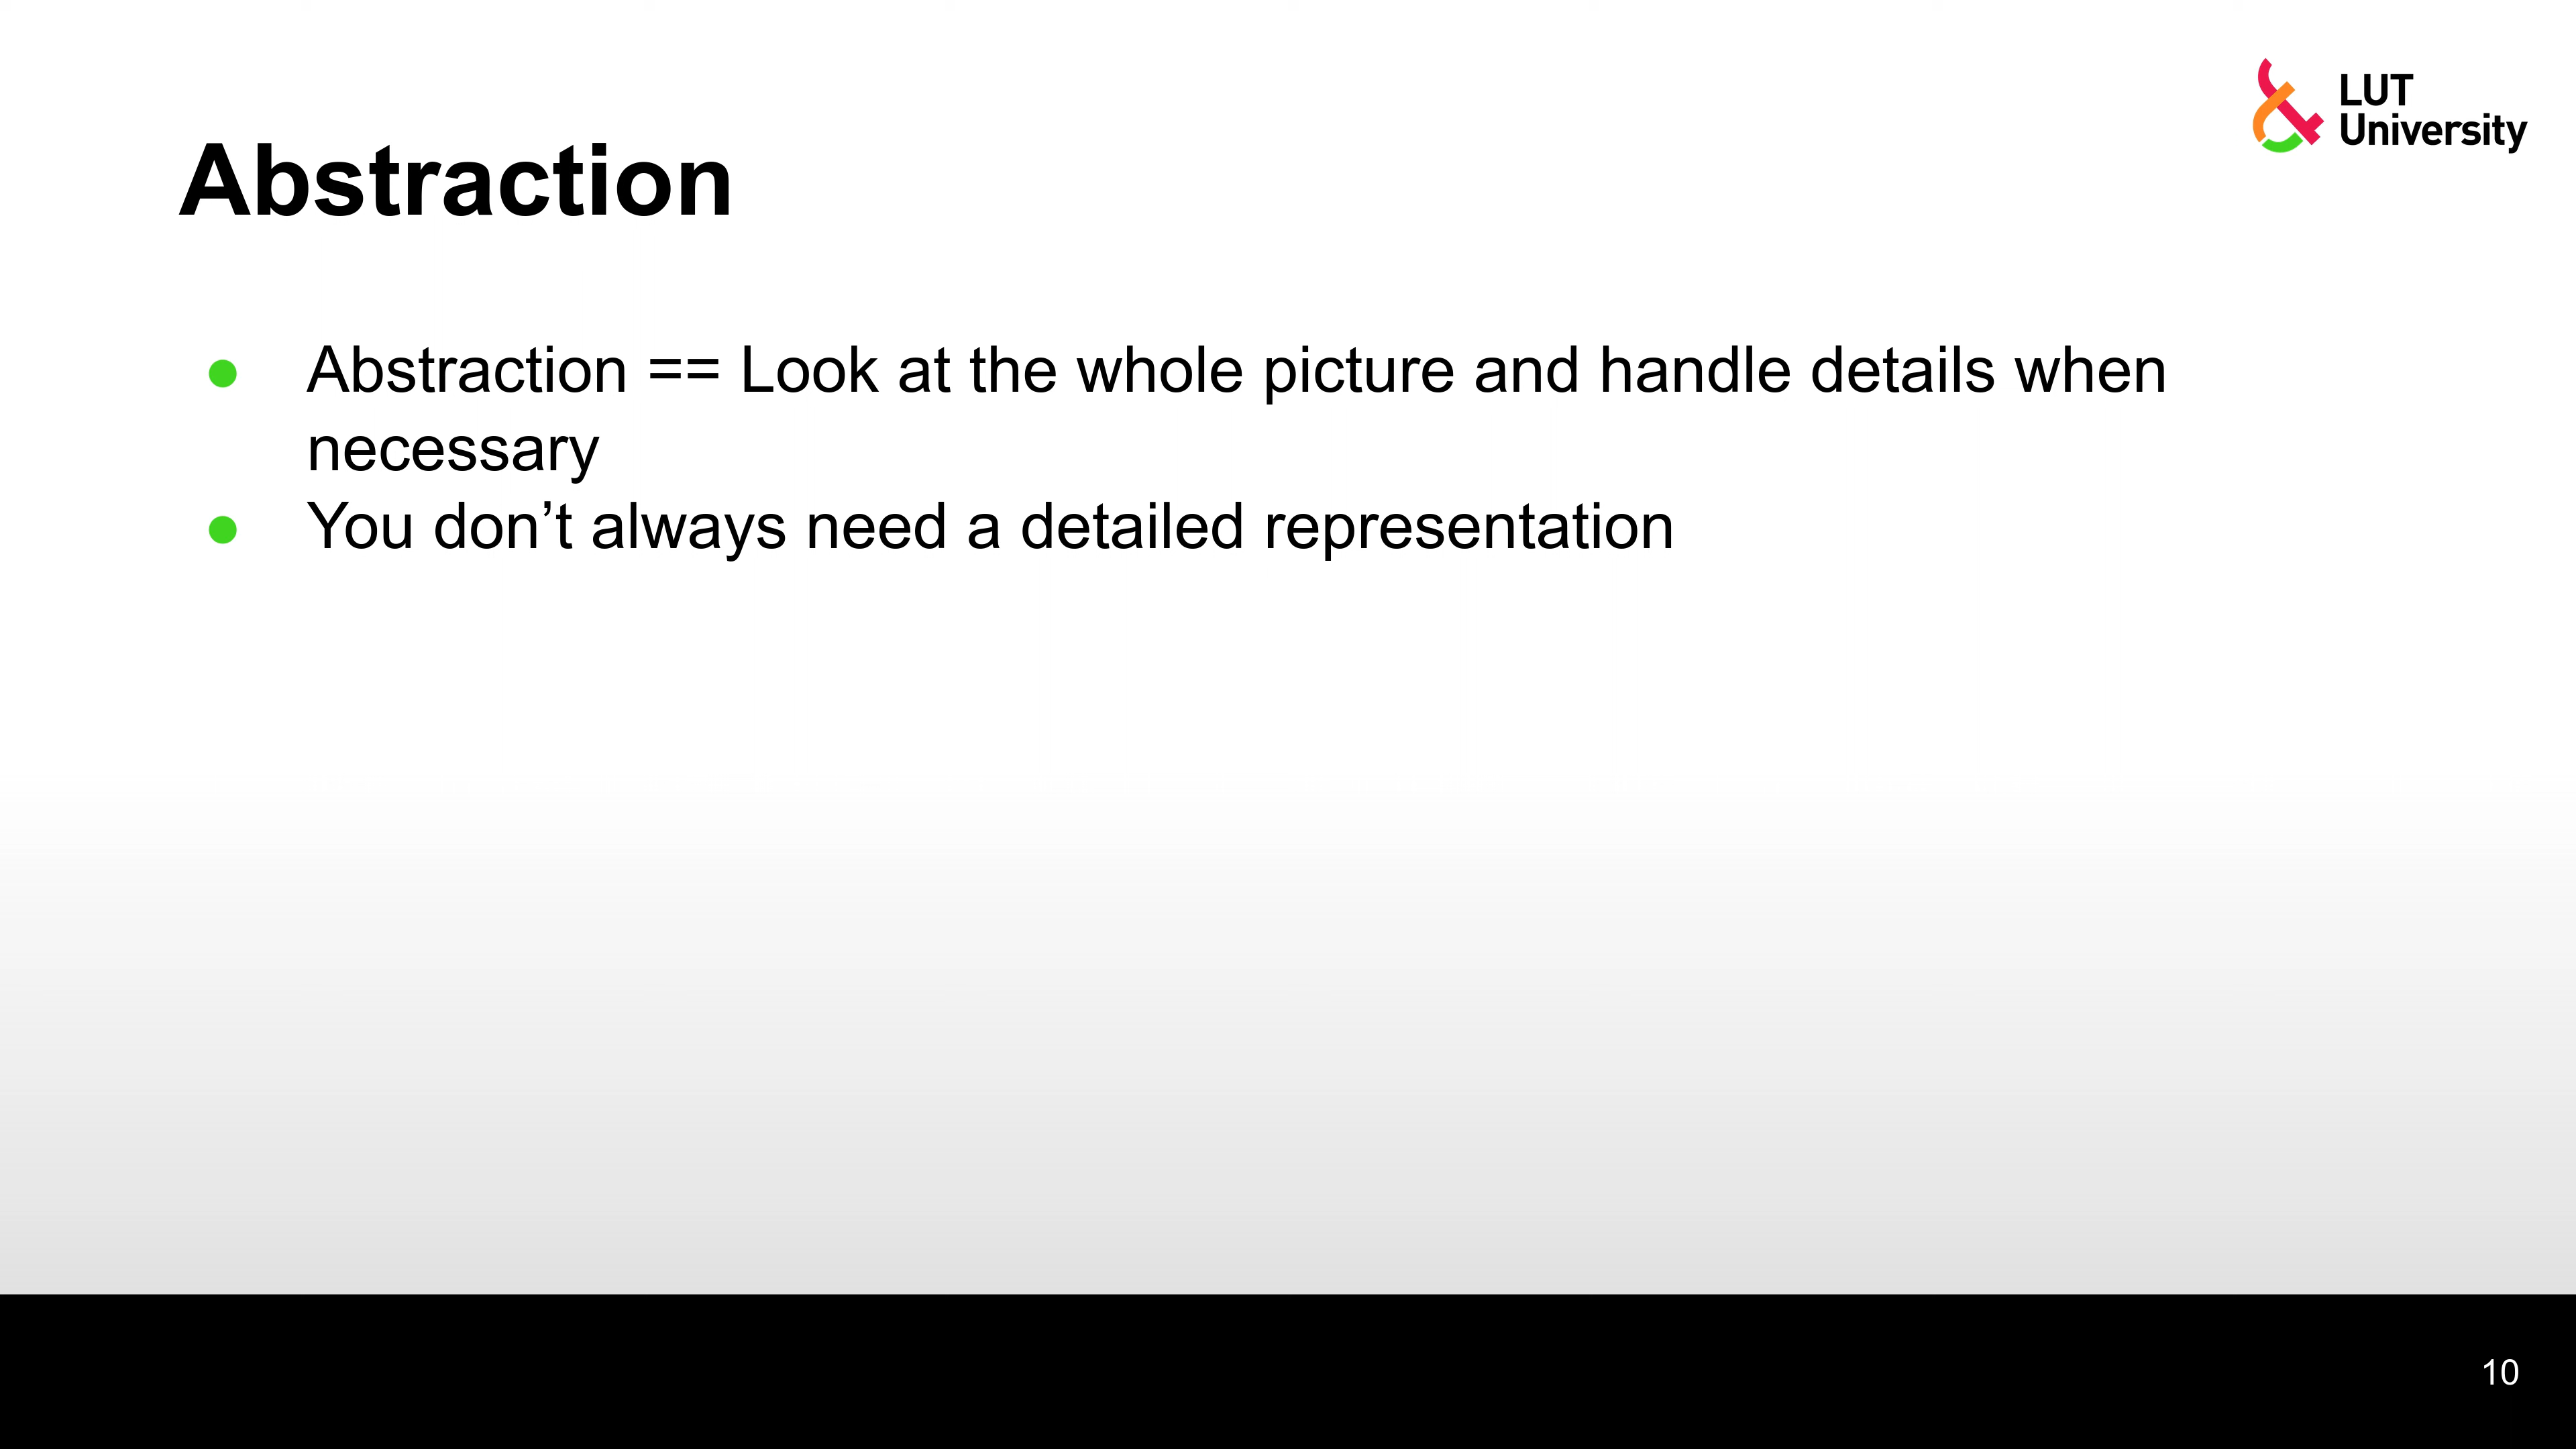 LUT
University
Abstraction
● Abstraction == Look at the whole picture and handle details when
necessary
● You don’t always need a detailed representation
10